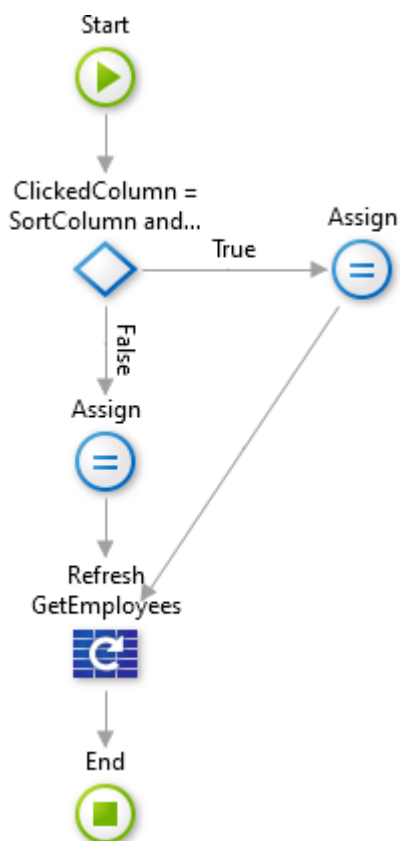 Start
ClickedColumn =
SortColumn and...
True
Assign
False
Assign
Refresh
GetEmployees
End